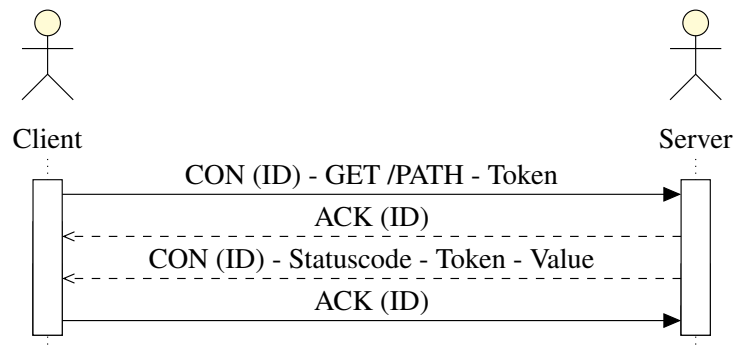 Client
Server
CON (ID) - GET /PATH - Token
ACK (ID)
CON (ID) - Statuscode - Token - Value
ACK (ID)